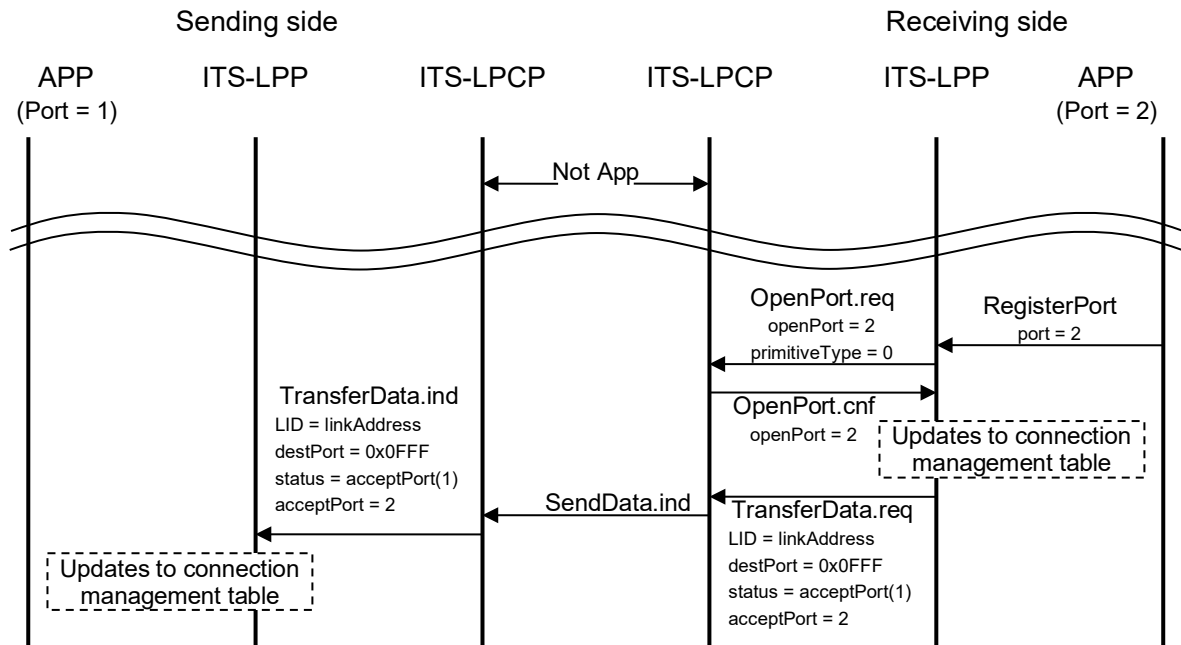 Sending side
Receiving side
APP
(Port = 1)
ITS-LPP
ITS-LPCP
ITS-LPCP
ITS-LPP
APP
(Port = 2)
Not App
OpenPort.req
openPort = 2
primitiveType = 0
RegisterPort
port = 2
TransferData.ind
LID = linkAddress
destPort = 0x0FFF
status = acceptPort(1)
acceptPort = 2
OpenPort.cnf
openPort = 2
Updates to connection
management table
SendData.ind
TransferData.req
LID = linkAddress
destPort = 0x0FFF
status = acceptPort(1)
acceptPort = 2
Updates to connection
management table